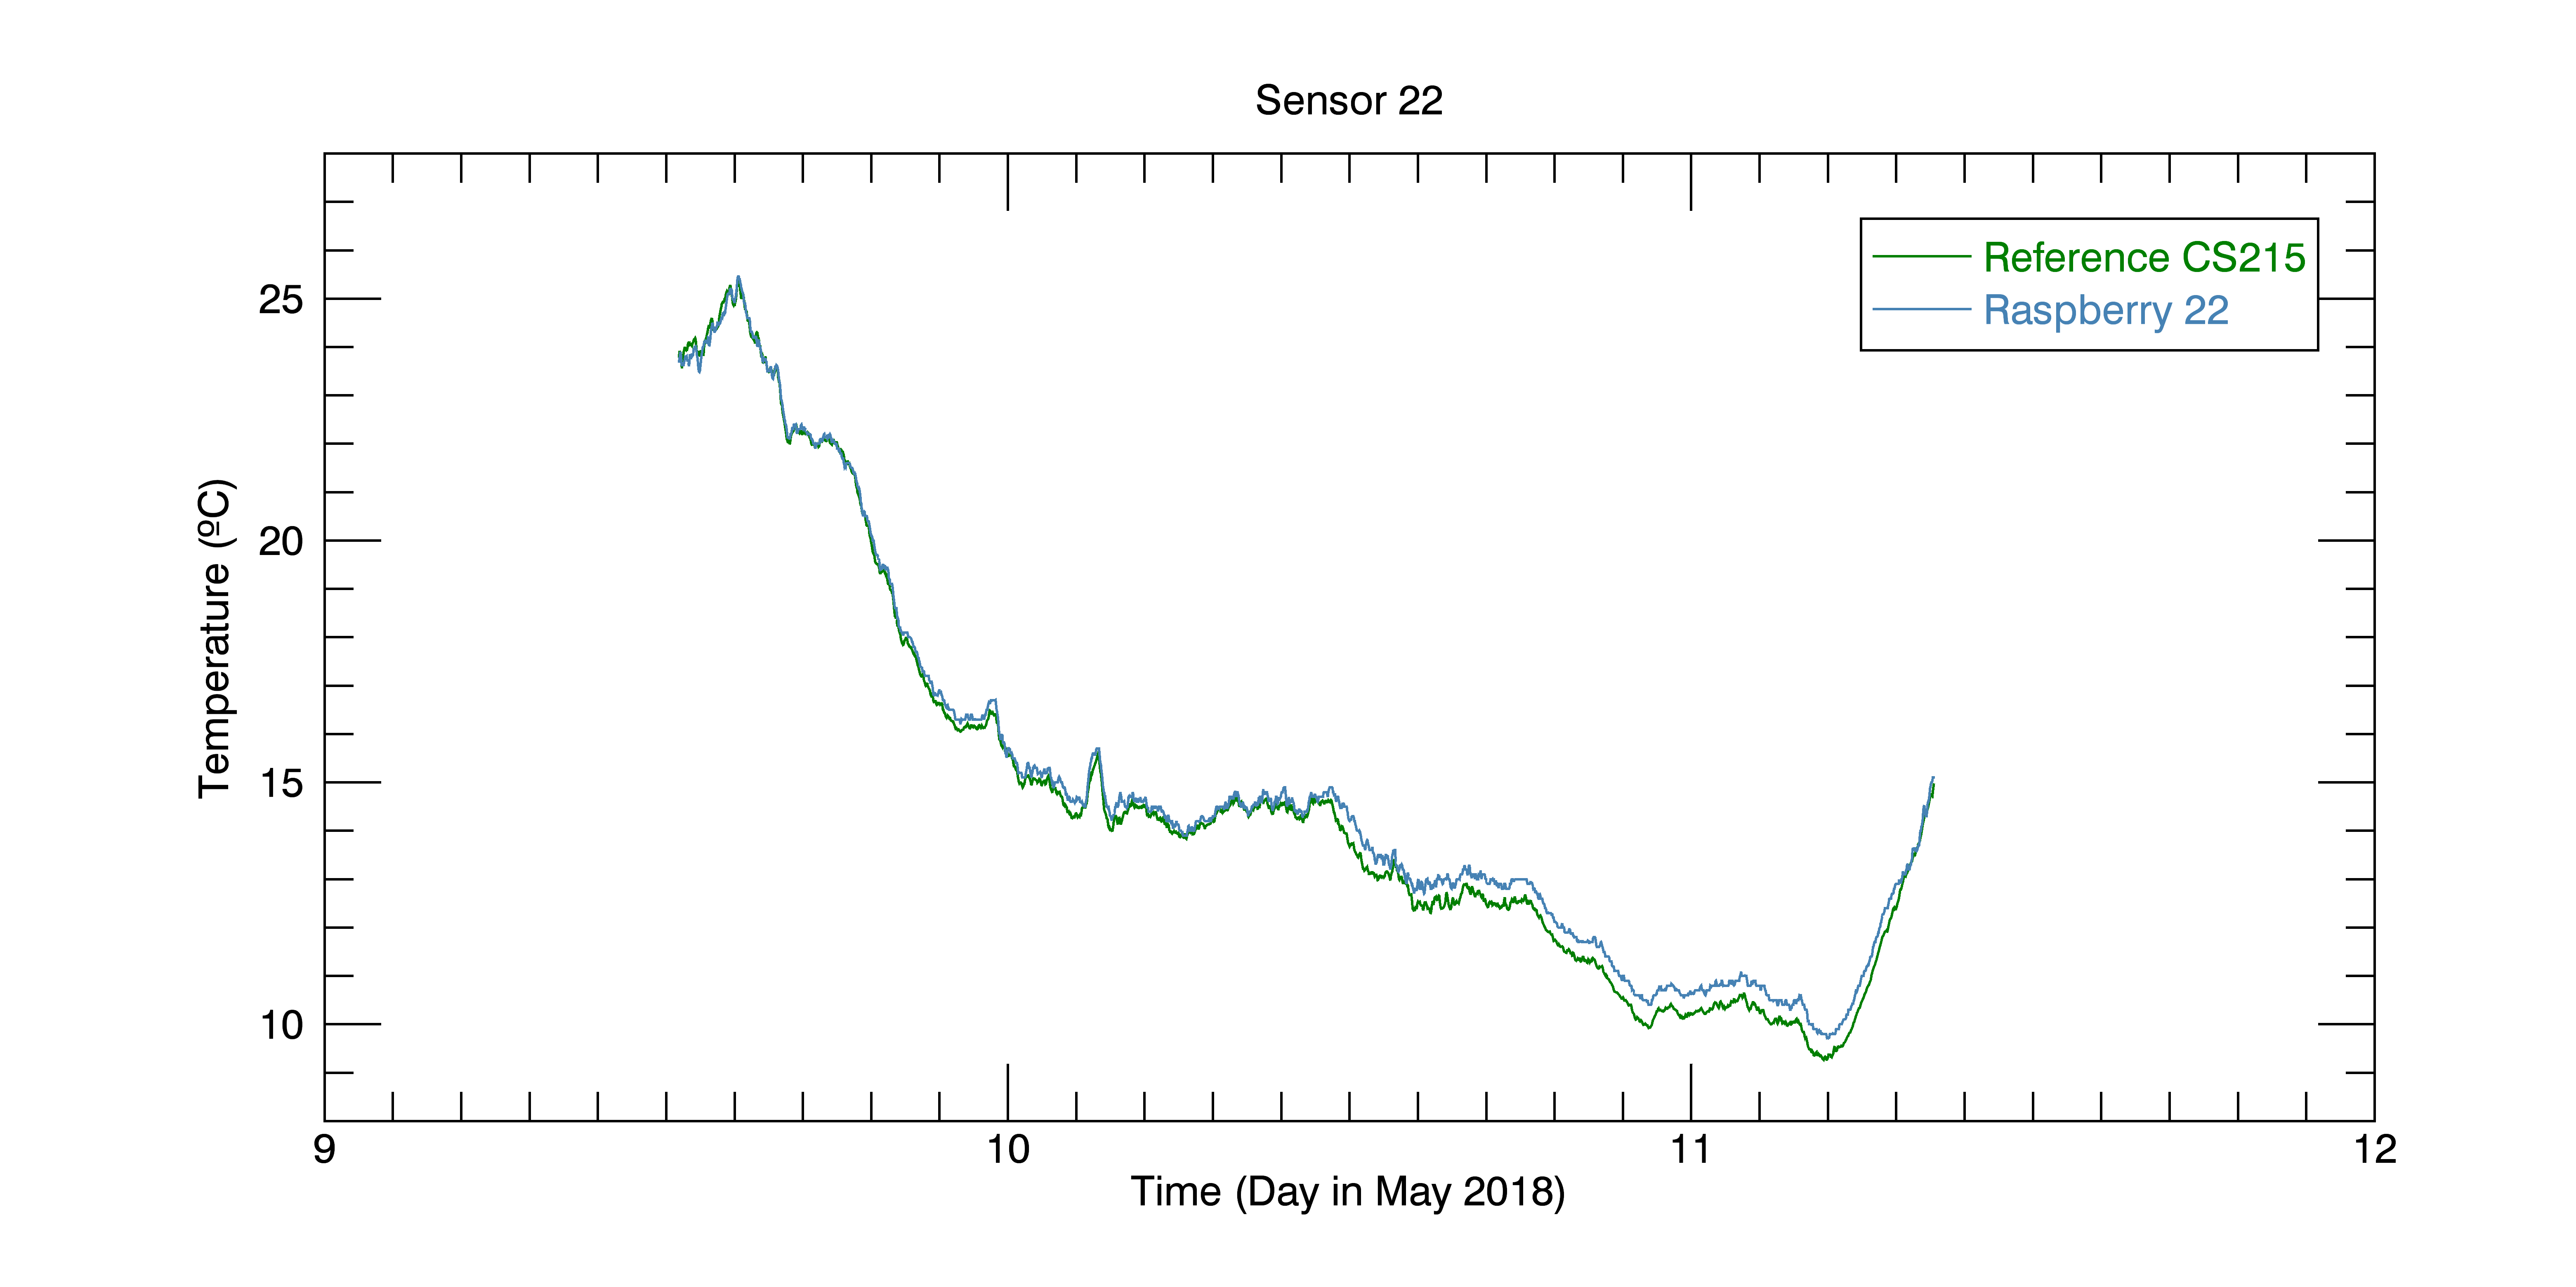 Sensor 22
Reference CS215
Raspberry 22
Temperature (ºC)
25
20
15
10
9
10
11
12
Time (Day in May 2018)